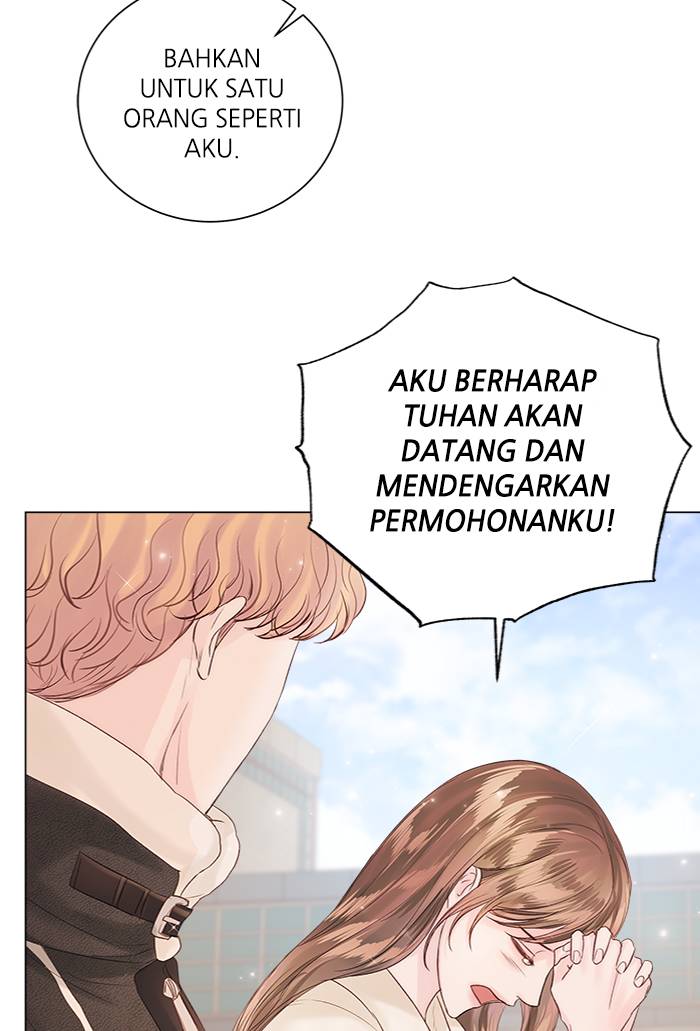 BAHKAN
UNTUK SATU
ORANG SEPERTI
AKU.
AKU BERHARAP
TUHAN AKAN
DATANG DAN
MENDENGARKAN
PERMOHONANKU!